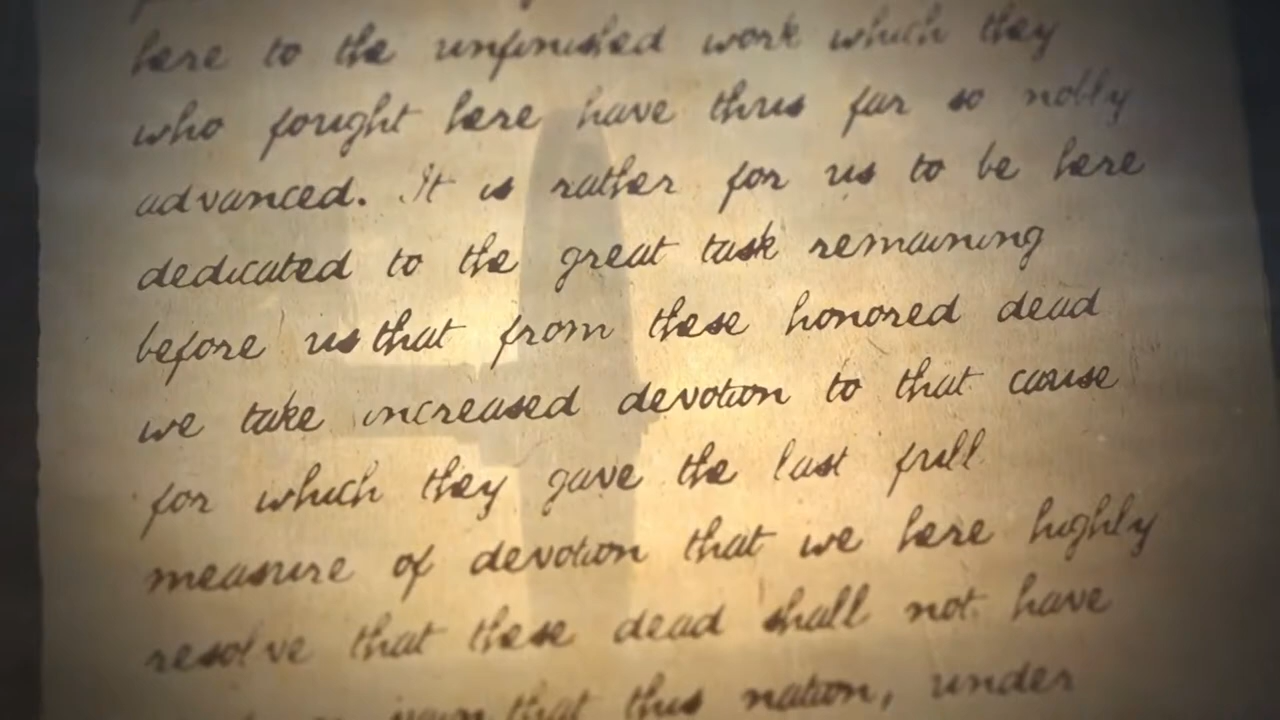 here to the unfinished work which they
who fought here have thus far so nobly
advanced. It is rather for us to be here
dedicated to the great task remaining
before us that from these honored dead
we take increased devotion to that cause
for which they gave the last full
measure of devotion that we here highly
resolve that these dead shall not have
that this nation, under